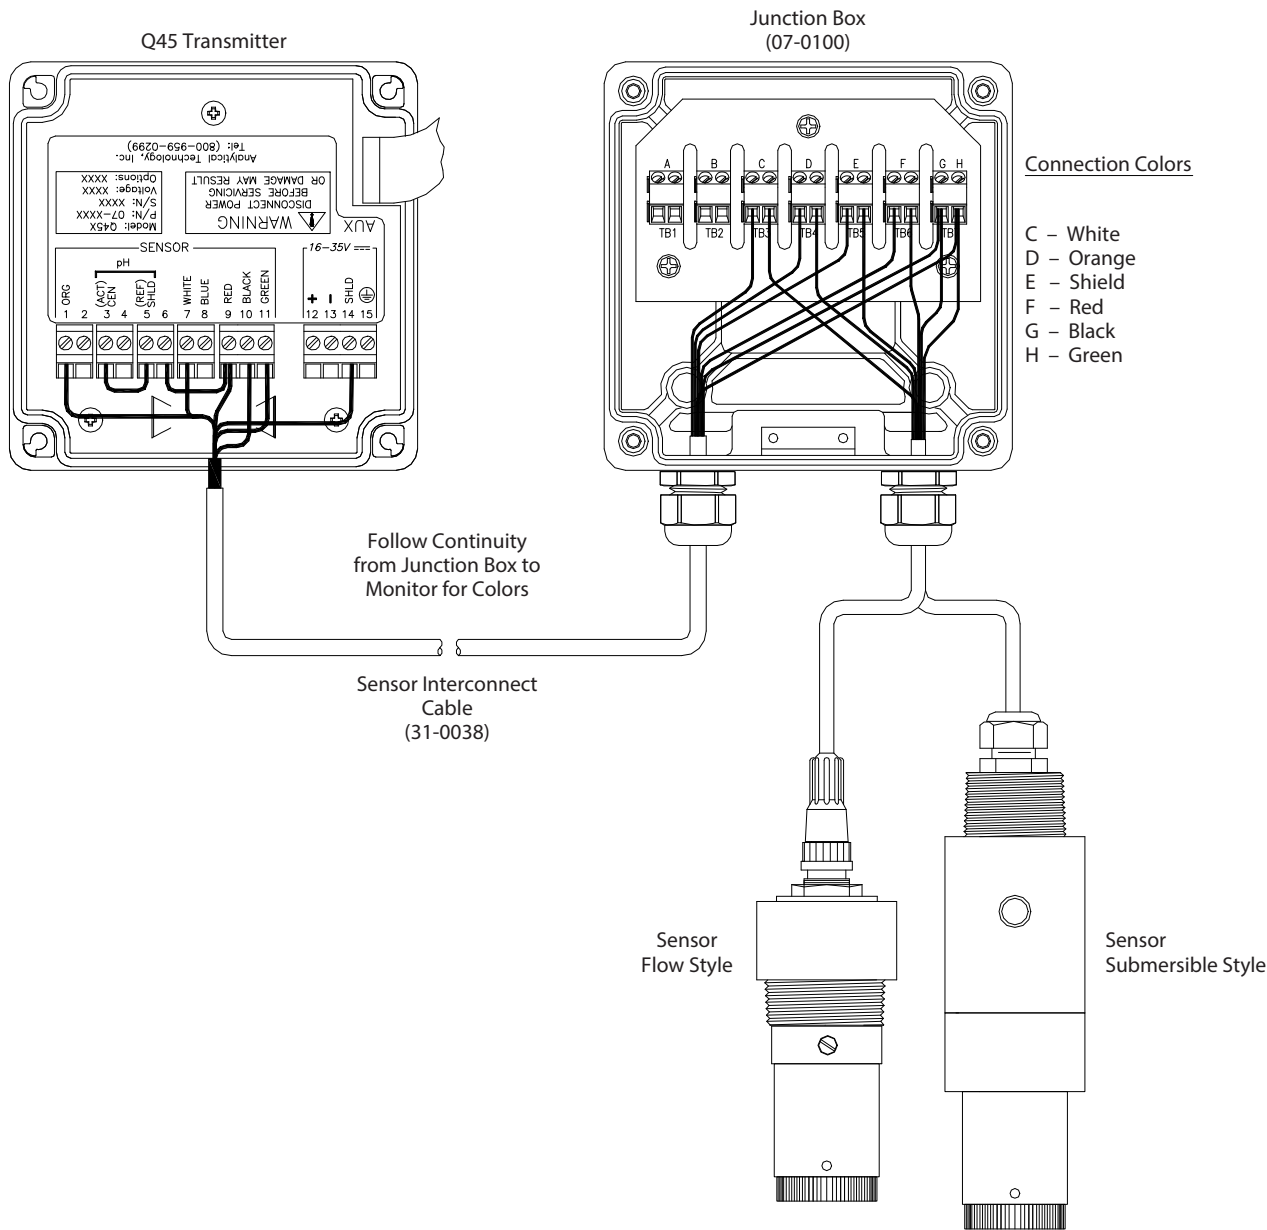 Q45 Transmitter
Junction Box
(07-0100)
Analytical Technology, Inc.
Tel: (800-959-0299)
WARNING
DISCONNECT POWER
BEFORE SERVICING
OR DAMAGE MAY RESULT
Model: Q45X
P/N: 07-XXXX
S/N: XXXX
Voltage: XXXX
Options: XXXX
AUX
SENSOR
16-35V
pH
ORG
(ACT)
CEN
(REF)
SHLD
WHITE
BLUE
RED
BLACK
GREEN
+
-
SHLD
1 2 3 4 5 6 7 8 9 10 11 12 13 14 15
A B C D E F G H
TB1 TB2 TB3 TB4 TB5 TB6 TB7
Connection Colors
C – White
D – Orange
E – Shield
F – Red
G – Black
H – Green
Follow Continuity
from Junction Box to
Monitor for Colors
Sensor Interconnect
Cable
(31-0038)
Sensor
Flow Style
Sensor
Submersible Style